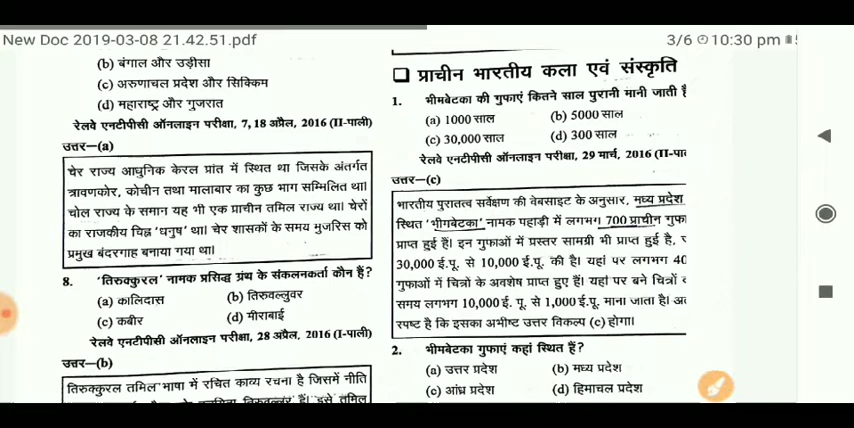 New Doc 2019-03-08 21.42.51.pdf
3/6 10:30 pm
(b) बंगाल और उड़ीसा
(c) अरुणाचल प्रदेश और सिक्किम
(d) महाराष्ट्र और गुजरात
रेलवे एनटीपीसी ऑनलाइन परीक्षा, 7, 18 अप्रैल, 2016 (II-पाली)
उत्तर—(a)
चेर राज्य आधुनिक केरल प्रांत में स्थित था जिसके अंतर्गत
त्रावणकोर, कोचीन तथा मालाबार का कुछ भाग सम्मिलित था।
चोल राज्य के समान यह भी एक प्राचीन तमिल राज्य था। चेरों
का राजकीय चिह्न 'धनुष' था। चेर शासकों के समय मुजरिस को
प्रमुख बंदरगाह बनाया गया था।
8. 'तिरुक्कुरल' नामक प्रसिद्ध ग्रंथ के संकलनकर्ता कौन हैं?
(a) कालिदास (b) तिरुवल्लुवर
(c) कबीर (d) मीराबाई
रेलवे एनटीपीसी ऑनलाइन परीक्षा, 28 अप्रैल, 2016 (I-पाली)
उत्तर—(b)
तिरुक्कुरल तमिल भाषा में रचित काव्य रचना है जिसमें नीति
हैं। इसे तमिल
प्राचीन भारतीय कला एवं संस्कृति
1. भीमबेटका की गुफाएं कितने साल पुरानी मानी जाती हैं
(a) 1000 साल (b) 5000 साल
(c) 30,000 साल (d) 300 साल
रेलवे एनटीपीसी ऑनलाइन परीक्षा, 29 मार्च, 2016 (II-पा
उत्तर—(c)
भारतीय पुरातत्व सर्वेक्षण की वेबसाइट के अनुसार, मध्य प्रदेश
स्थित 'भीमबेटका' नामक पहाड़ी में लगभग 700 प्राचीन गुफा
प्राप्त हुई हैं। इन गुफाओं में प्रस्तर सामग्री भी प्राप्त हुई है,
30,000 ई.पू. से 10,000 ई.पू. की है। यहां पर लगभग 40
गुफाओं में चित्रों के अवशेष प्राप्त हुए हैं। यहां पर बने चित्रों
समय लगभग 10,000 ई. पू. से 1,000 ई.पू. माना जाता है। अत
स्पष्ट है कि इसका अभीष्ट उत्तर विकल्प (c) होगा।
2. भीमबेटका गुफाएं कहां स्थित हैं?
(a) उत्तर प्रदेश (b) मध्य प्रदेश
(c) आंध्र प्रदेश (d) हिमाचल प्रदेश